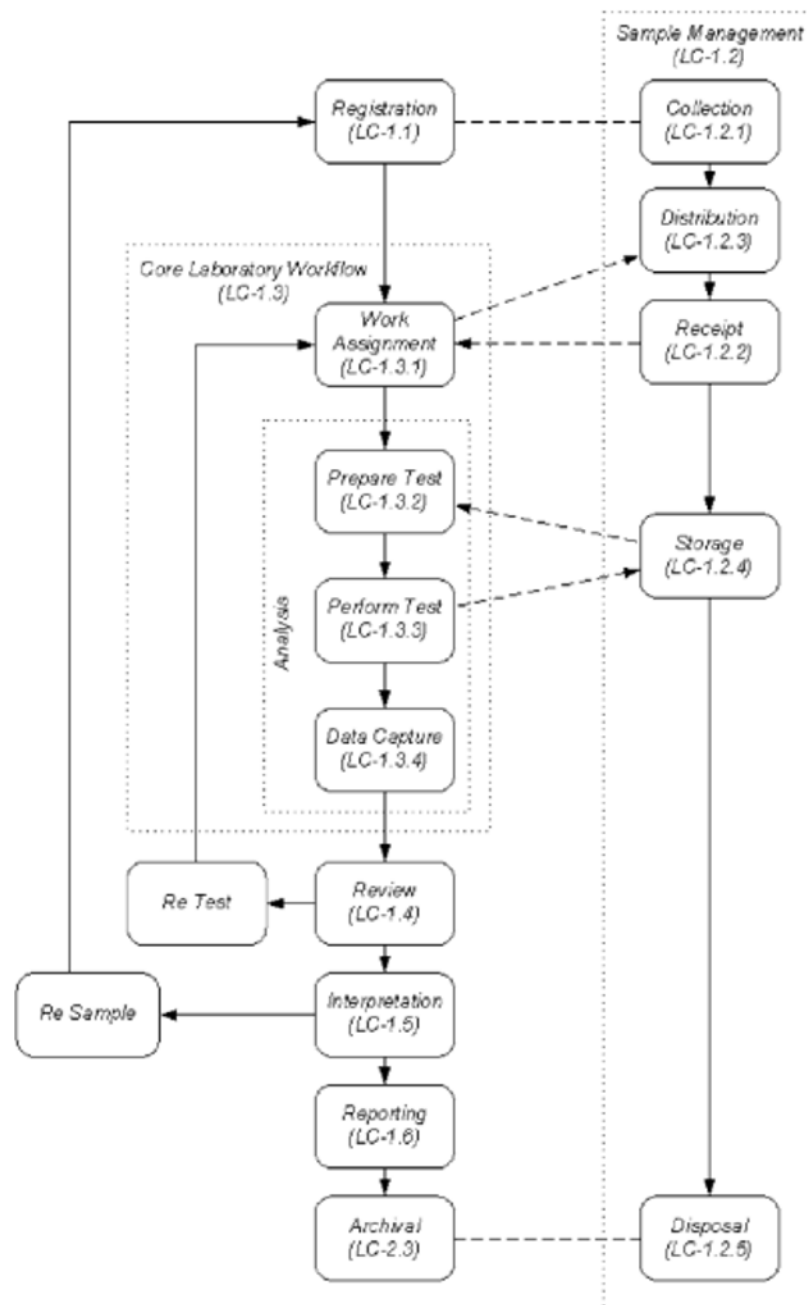 Sample Management
(LC-1.2)
Registration
(LC-1.1)
Collection
(LC-1.2.1)
Distribution
(LC-1.2.3)
Core Laboratory Workflow
(LC-1.3)
Work
Assignment
(LC-1.3.1)
Receipt
(LC-1.2.2)
Prepare Test
(LC-1.3.2)
Storage
(LC-1.2.4)
Perform Test
(LC-1.3.3)
Analysis
Data Capture
(LC-1.3.4)
Re Test
Review
(LC-1.4)
Re Sample
Interpretation
(LC-1.5)
Reporting
(LC-1.6)
Archival
(LC-2.3)
Disposal
(LC-1.2.5)